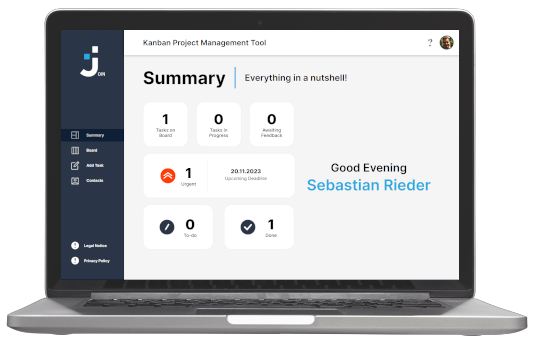 Kanban Project Management Tool
?
Join
Summary
Everything in a nutshell!
Summary
Board
Add Task
Contacts
Legal Notice
Privacy Policy
1
Tasks on
Board
0
Tasks in
Progress
0
Awaiting
Feedback
1
Urgent
20.11.2023
Upcoming Deadline
0
To-do
1
Done
Good Evening
Sebastian Rieder